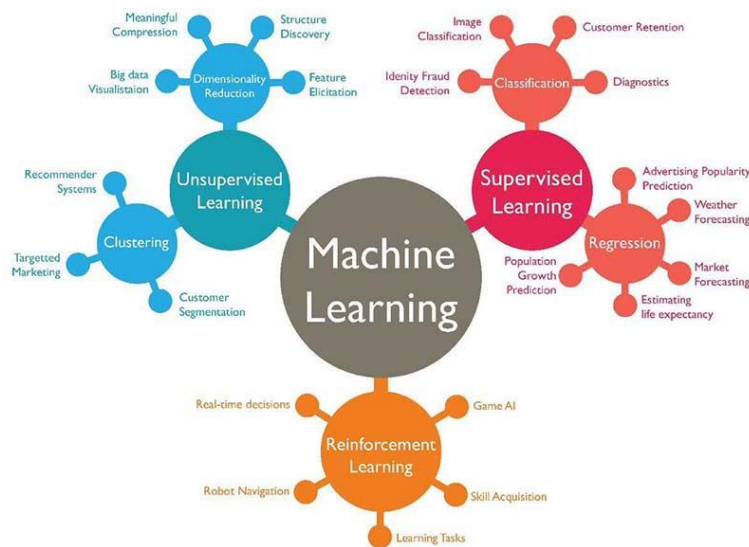 Meaningful
Compression
Structure
Discovery
Big data
Visualistaion
Dimensionality
Reduction
Feature
Elicitation
Unsupervised
Learning
Recommender
Systems
Clustering
Targetted
Marketing
Customer
Segmentation
Machine
Learning
Image
Classification
Customer Retention
Idenity Fraud
Detection
Classification
Diagnostics
Supervised
Learning
Advertising Popularity
Prediction
Weather
Forecasting
Regression
Population
Growth
Prediction
Market
Forecasting
Estimating
life expectancy
Real-time decisions
Game AI
Reinforcement
Learning
Robot Navigation
Skill Acquisition
Learning Tasks